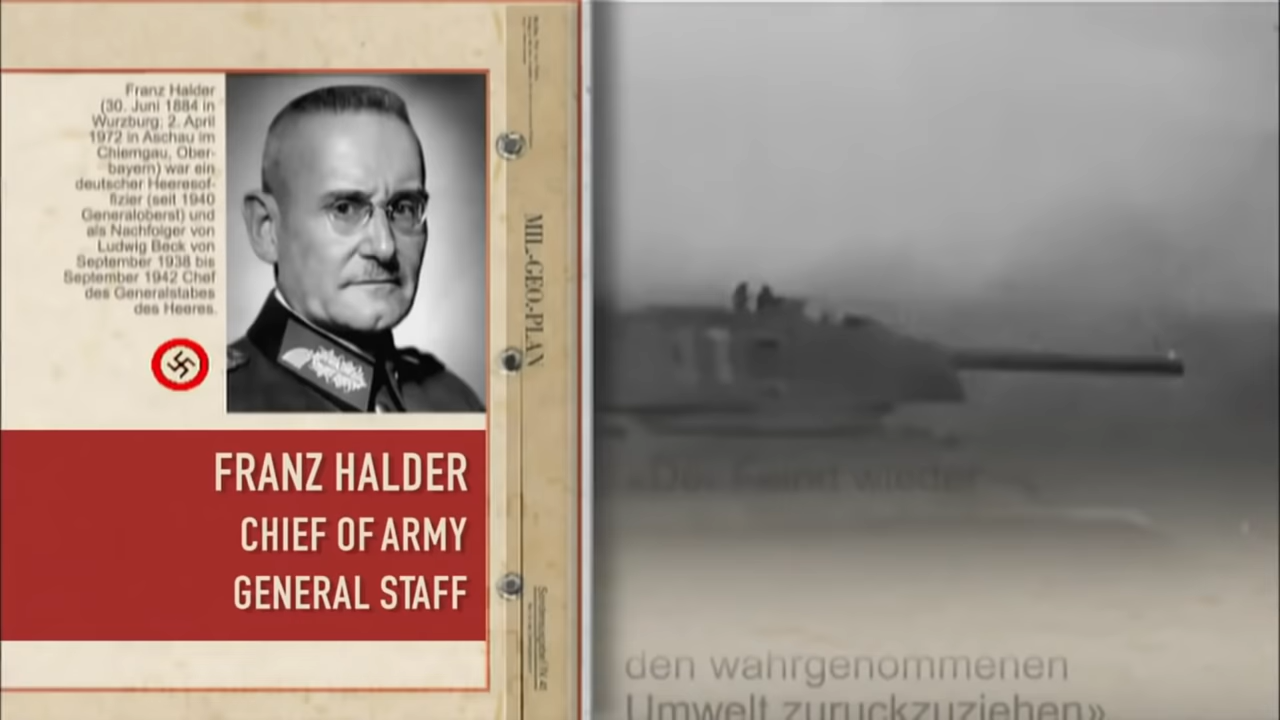 Franz Halder
(30. Juni 1884 in
Wurzburg; 2. April
1972 in Aschau im
Chiemgau, Ober-
bayern) war ein
deutscher Heeresof-
fizier (seit 1940
Generaloberst) und
als Nachfolger von
Ludwig Beck von
September 1938 bis
September 1942 Chef
des Generalstabes
des Heeres.
FRANZ HALDER
CHIEF OF ARMY
GENERAL STAFF
MIL.-GEO.-PLAN
wieder
den wahrgenommenen
Umwelt zuruckzuziehen»